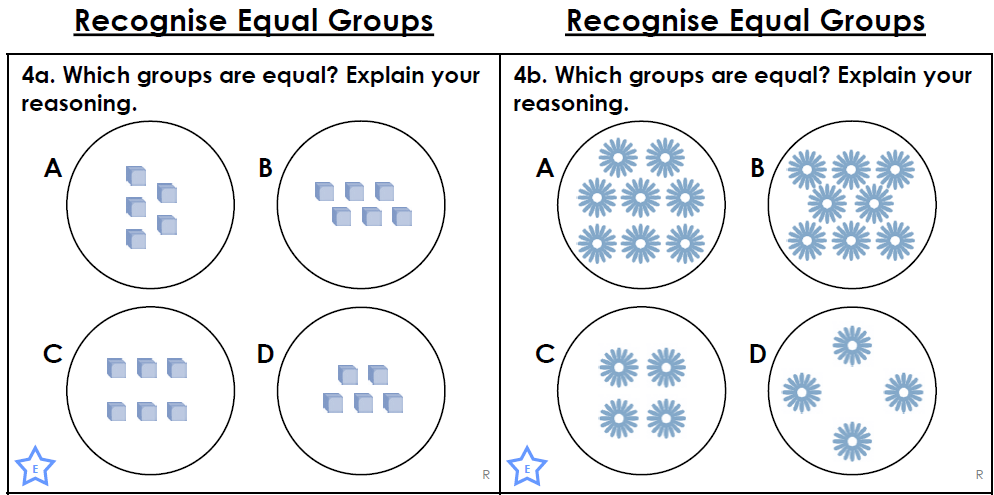 Recognise Equal Groups
4a. Which groups are equal? Explain your
reasoning.
A
B
C
D
E
R
Recognise Equal Groups
4b. Which groups are equal? Explain your
reasoning.
A
B
C
D
E
R